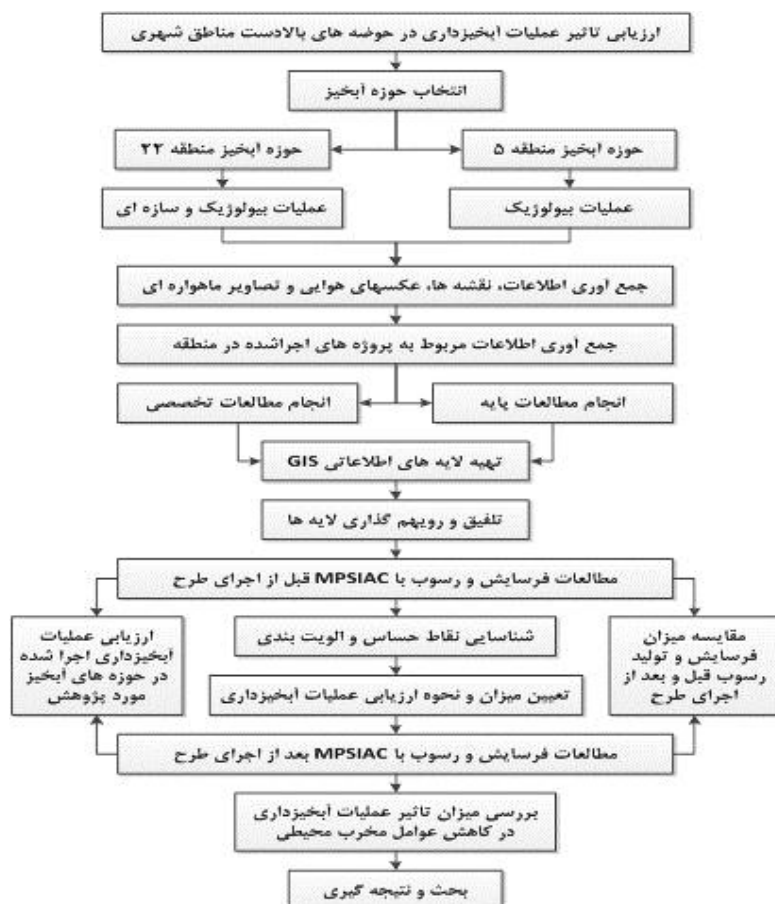 ارزیابی تاثیر عملیات آبخیزداری در حوضه های بالادست مناطق شهری
انتخاب حوزه آبخیز
حوزه آبخیز منطقه ۵
حوزه آبخیز منطقه ۲۲
عملیات بیولوژیک
عملیات بیولوژیک و سازه ای
جمع آوری اطلاعات، نقشه ها، عکسهای هوایی و تصاویر ماهواره ای
جمع آوری اطلاعات مربوط به پروژه های اجراشده در منطقه
انجام مطالعات پایه
انجام مطالعات تخصصی
تهیه لایه های اطلاعاتی GIS
تلفیق و رویهم گذاری لایه ها
مطالعات فرسایش و رسوب با MPSIAC قبل از اجرای طرح
مقایسه میزان
فرسایش و تولید
رسوب قبل و بعد از
اجرای طرح
شناسایی نقاط حساس و الویت بندی
تعیین میزان و نحوه ارزیابی عملیات آبخیزداری
ارزیابی عملیات
آبخیزداری اجرا شده
در حوزه های آبخیز
مورد پژوهش
مطالعات فرسایش و رسوب با MPSIAC بعد از اجرای طرح
بررسی میزان تاثیر عملیات آبخیزداری
در کاهش عوامل مخرب محیطی
بحث و نتیجه گیری